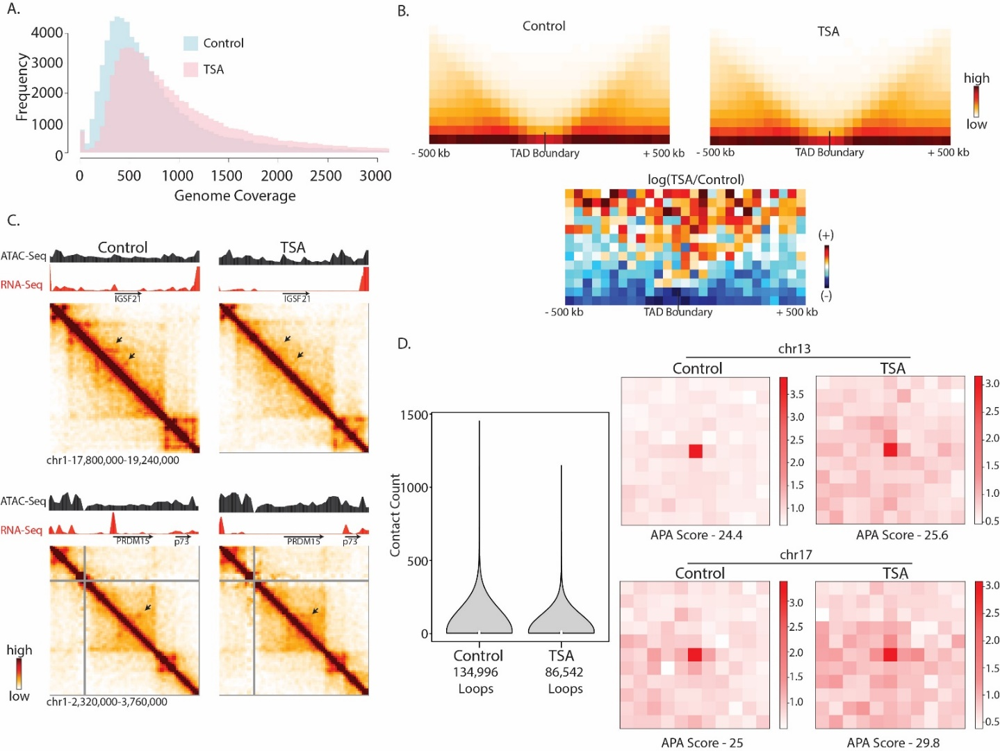 A.
4000
3000
2000
1000
0
Frequency
Control
TSA
0 500 1000 1500 2000 2500 3000
Genome Coverage
B.
Control
TSA
high
low
- 500 kb TAD Boundary + 500 kb
- 500 kb TAD Boundary + 500 kb
log(TSA/Control)
(+)
(-)
- 500 kb TAD Boundary + 500 kb
C.
Control TSA
ATAC-Seq
RNA-Seq
IGSF21 IGSF21
chr1-17,800,000-19,240,000
ATAC-Seq
RNA-Seq
PRDM15 p73 PRDM15 p73
high
low
chr1-2,320,000-3,760,000
D.
1500
1000
500
0
Contact Count
Control TSA
134,996 86,542
Loops Loops
chr13
Control TSA
3.5
3.0
2.5
2.0
1.5
1.0
3.0
2.5
2.0
1.5
1.0
0.5
APA Score - 24.4 APA Score - 25.6
chr17
Control TSA
3.0
2.5
2.0
1.5
1.0
3.0
2.5
2.0
1.5
1.0
0.5
APA Score - 25 APA Score - 29.8